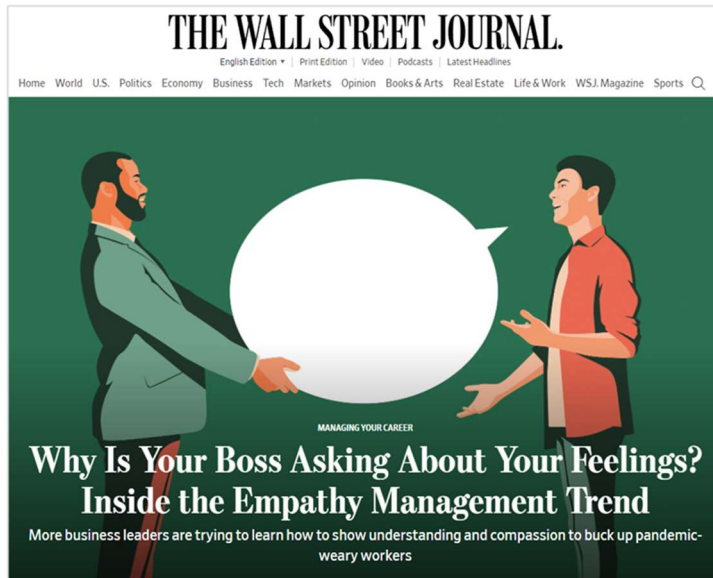 THE WALL STREET JOURNAL.
English Edition ▾ | Print Edition | Video | Podcasts | Latest Headlines
Home World U.S. Politics Economy Business Tech Markets Opinion Books & Arts Real Estate Life & Work WSJ. Magazine Sports
MANAGING YOUR CAREER
Why Is Your Boss Asking About Your Feelings?
Inside the Empathy Management Trend
More business leaders are trying to learn how to show understanding and compassion to buck up pandemic-
weary workers